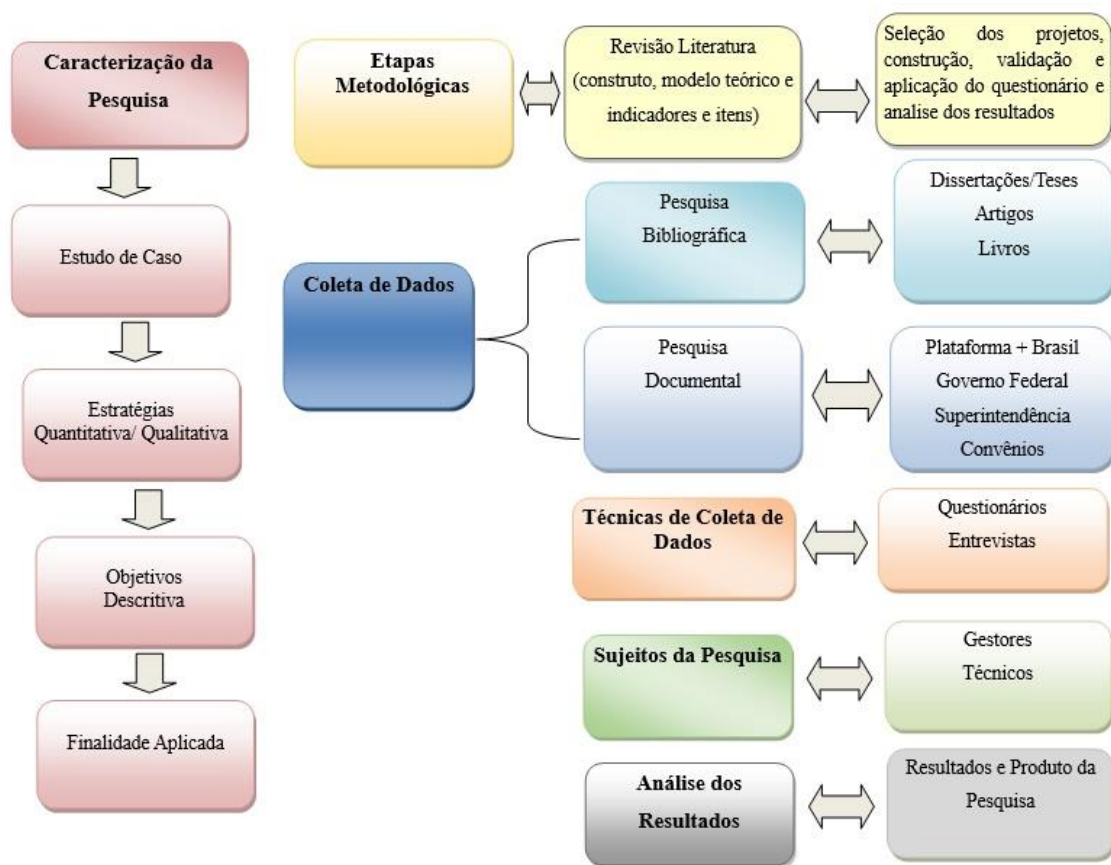 Caracterização da
Pesquisa
Estudo de Caso
Estratégias
Quantitativa/ Qualitativa
Objetivos
Descritiva
Finalidade Aplicada
Etapas
Metodológicas
Revisão Literatura
(construto, modelo teórico e
indicadores e itens)
Seleção dos projetos,
construção, validação e
aplicação do questionário e
analise dos resultados
Coleta de Dados
Pesquisa
Bibliográfica
Dissertações/Teses
Artigos
Livros
Pesquisa
Documental
Plataforma + Brasil
Governo Federal
Superintendência
Convênios
Técnicas de Coleta de
Dados
Questionários
Entrevistas
Sujeitos da Pesquisa
Gestores
Técnicos
Análise dos
Resultados
Resultados e Produto da
Pesquisa